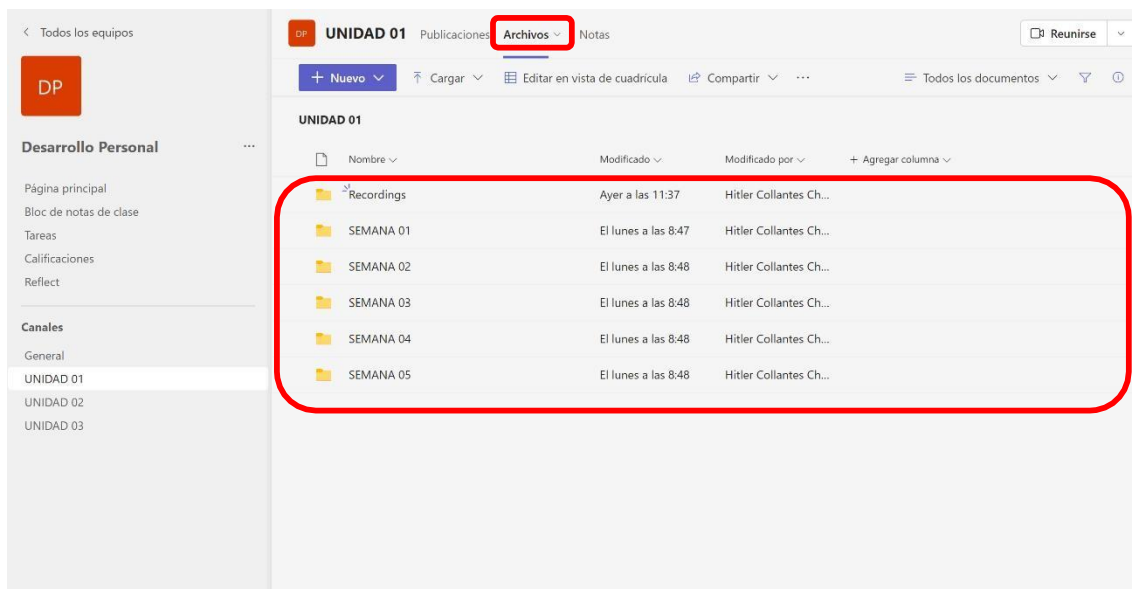 Todos los equipos
DP
Desarrollo Personal
Página principal
Bloc de notas de clase
Tareas
Calificaciones
Reflect
Canales
General
UNIDAD 01
UNIDAD 02
UNIDAD 03
DP UNIDAD 01 Publicaciones Archivos Notas Reunirse
+ Nuevo Cargar Editar en vista de cuadrícula Compartir ... Todos los documentos
UNIDAD 01
Nombre Modificado Modificado por + Agregar columna
Recordings Ayer a las 11:37 Hitler Collantes Ch...
SEMANA 01 El lunes a las 8:47 Hitler Collantes Ch...
SEMANA 02 El lunes a las 8:48 Hitler Collantes Ch...
SEMANA 03 El lunes a las 8:48 Hitler Collantes Ch...
SEMANA 04 El lunes a las 8:48 Hitler Collantes Ch...
SEMANA 05 El lunes a las 8:48 Hitler Collantes Ch...